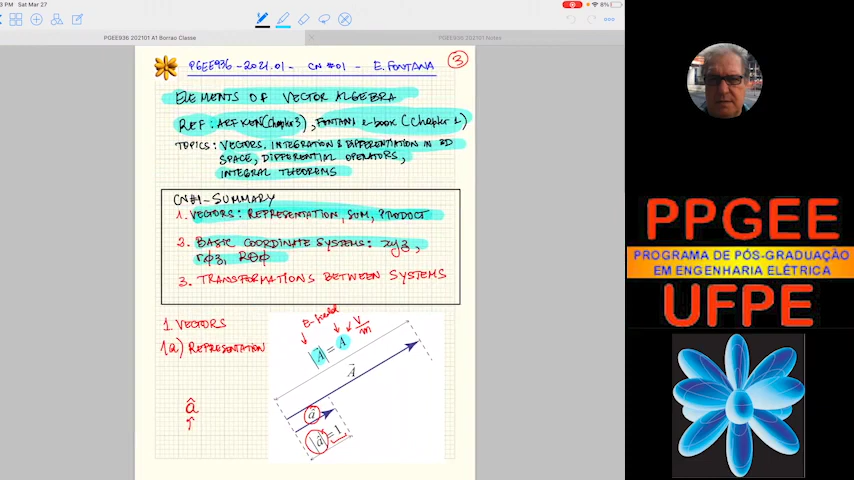 3 PM Sat Mar 27
8%
PGEE936 202101 A1 Borrao Classe
PGEE936 202101 Notes
PGEE936 - 2021.01 - CN #01 - E. FONTANA
3
ELEMENTS OF VECTOR ALGEBRA
REF: ARFKEN (Chapter 3), FONTANA e-book (Chapter 1)
TOPICS: VECTORS. INTEGRATION & DIFFERENTIATION IN 3D
SPACE, DIFFERENTIAL OPERATORS,
INTEGRAL THEOREMS
CN#1-SUMMARY
1. VECTORS: REPRESENTATION, SUM, PRODUCT
2. BASIC COORDINATE SYSTEMS: xyz,
rφz, Rθφ
3. TRANSFORMATIONS BETWEEN SYSTEMS
1. VECTORS
1(a) REPRESENTATION
E-field
V/m
|A⃗| = A
A⃗
â
â
|â| = 1
PPGEE
PROGRAMA DE PÓS-GRADUAÇÃO
EM ENGENHARIA ELÉTRICA
UFPE